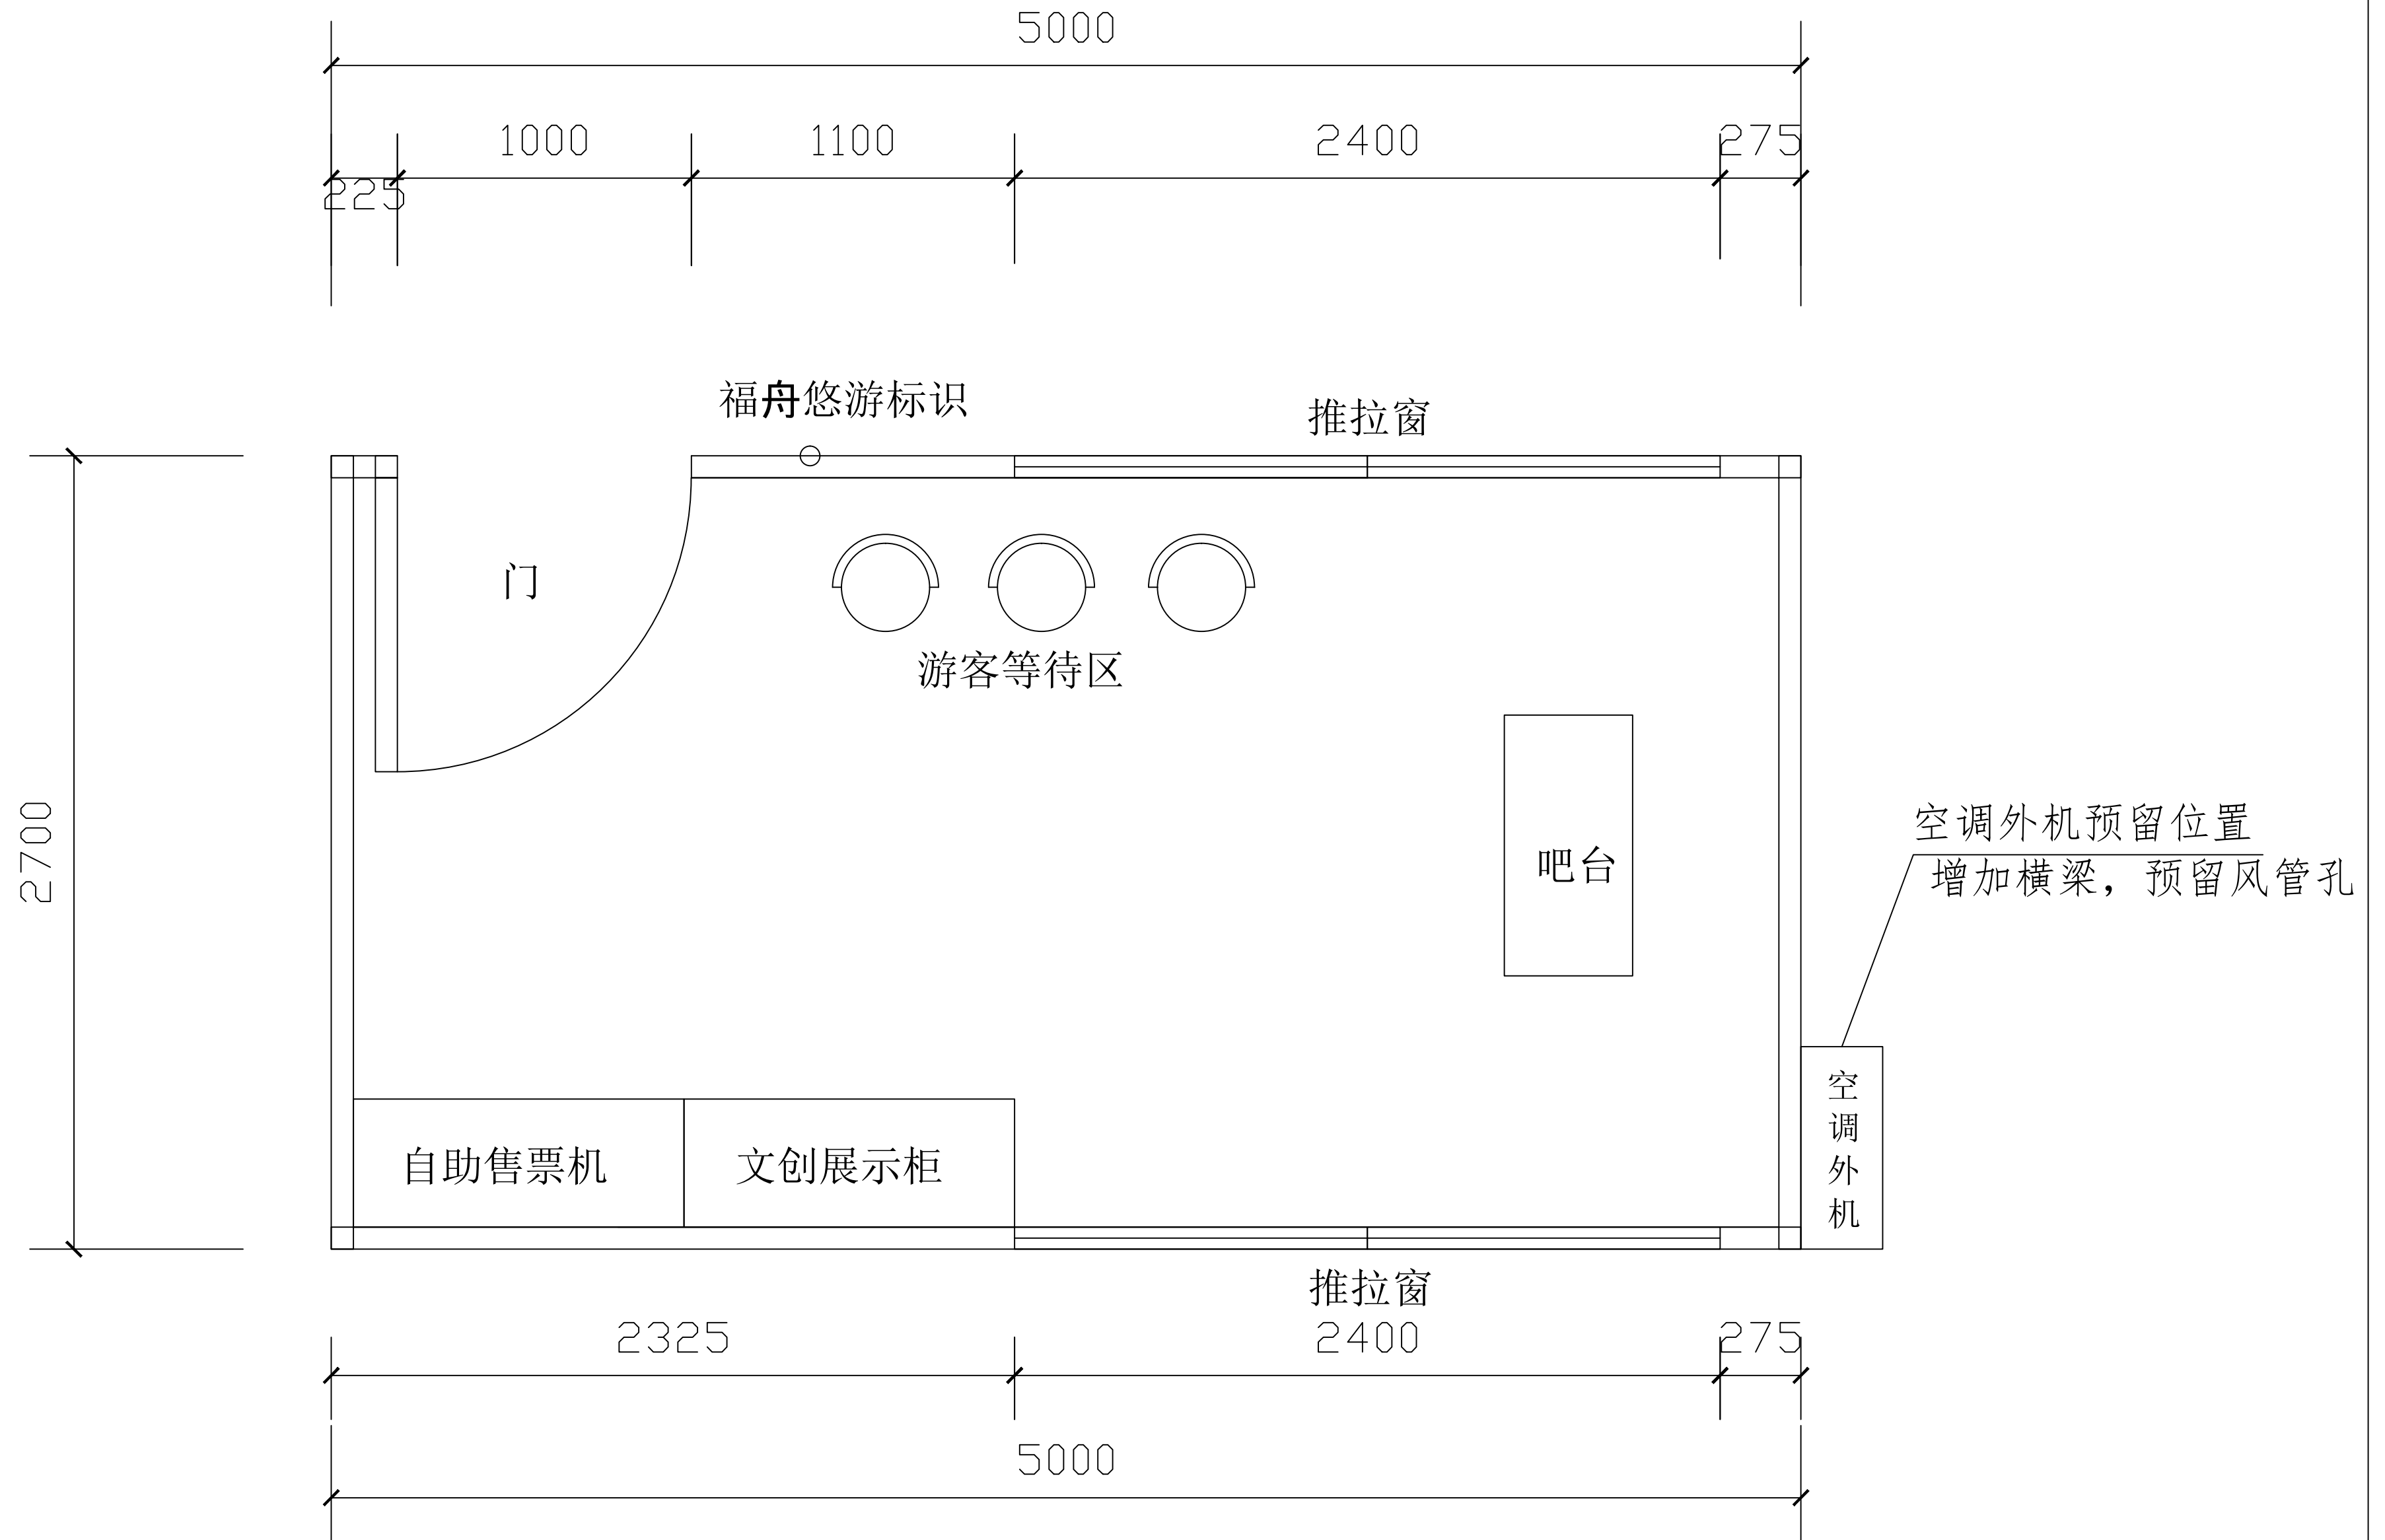 5000
1000
1100
2400
275
225
福舟悠游标识
推拉窗
门
游客等待区
2700
吧台
空调外机预留位置
增加横梁，预留风管孔
空调外机
自助售票机
文创展示柜
推拉窗
2325
2400
275
5000